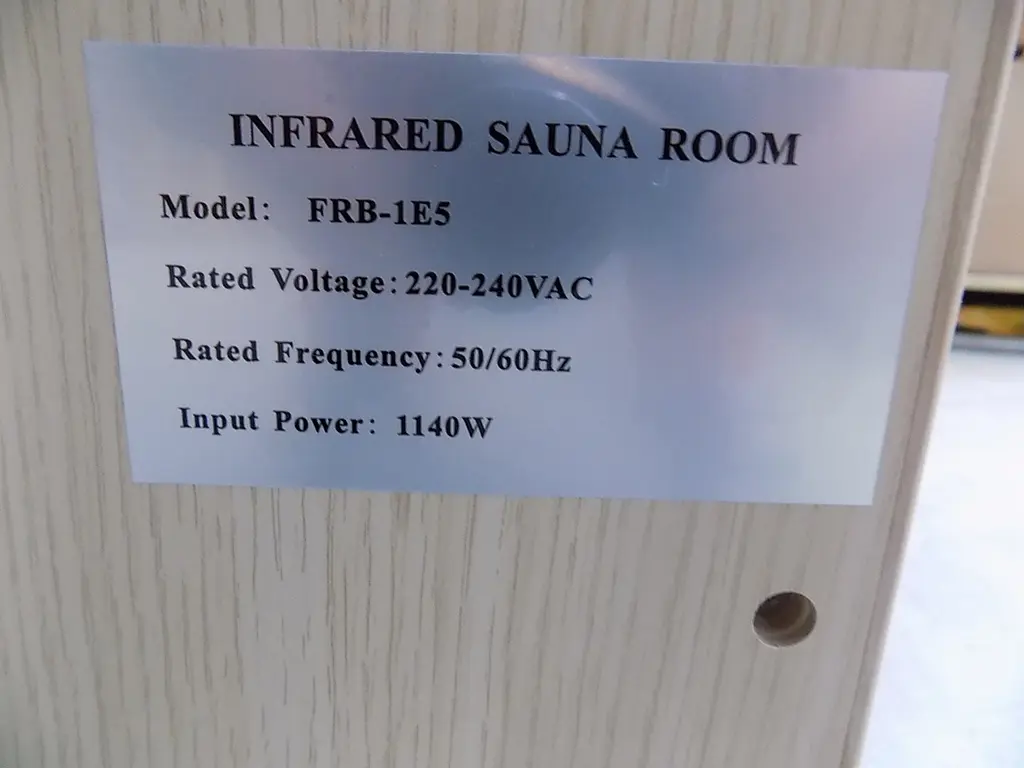 INFRARED SAUNA ROOM
Model: FRB-1E5
Rated Voltage:220-240VAC
Rated Frequency:50/60Hz
Input Power: 1140W